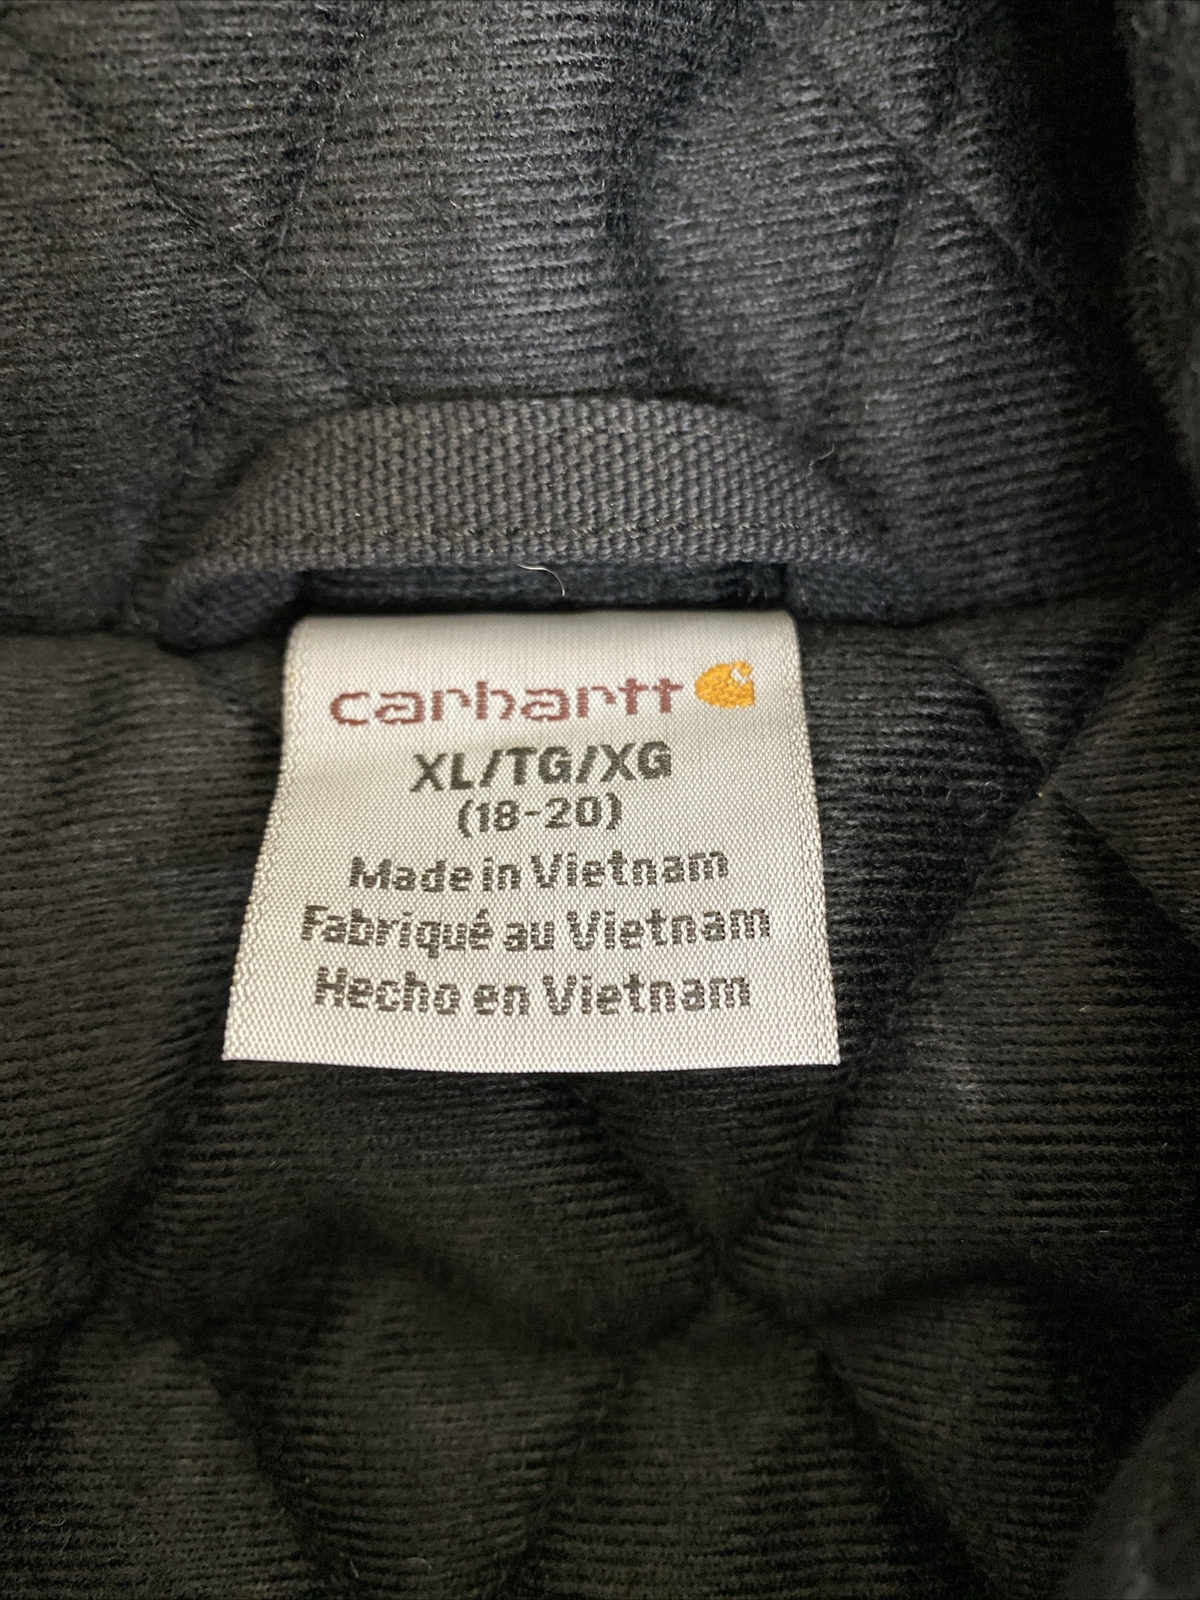 carhartt
XL/TG/XG
(18-20)
Made in Vietnam
Fabriqué au Vietnam
Hecho en Vietnam